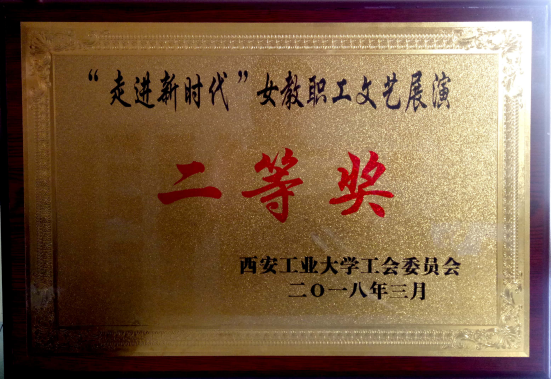 “走进新时代”女教职工文艺展演
二等奖
西安工业大学工会委员会
二〇一八年三月